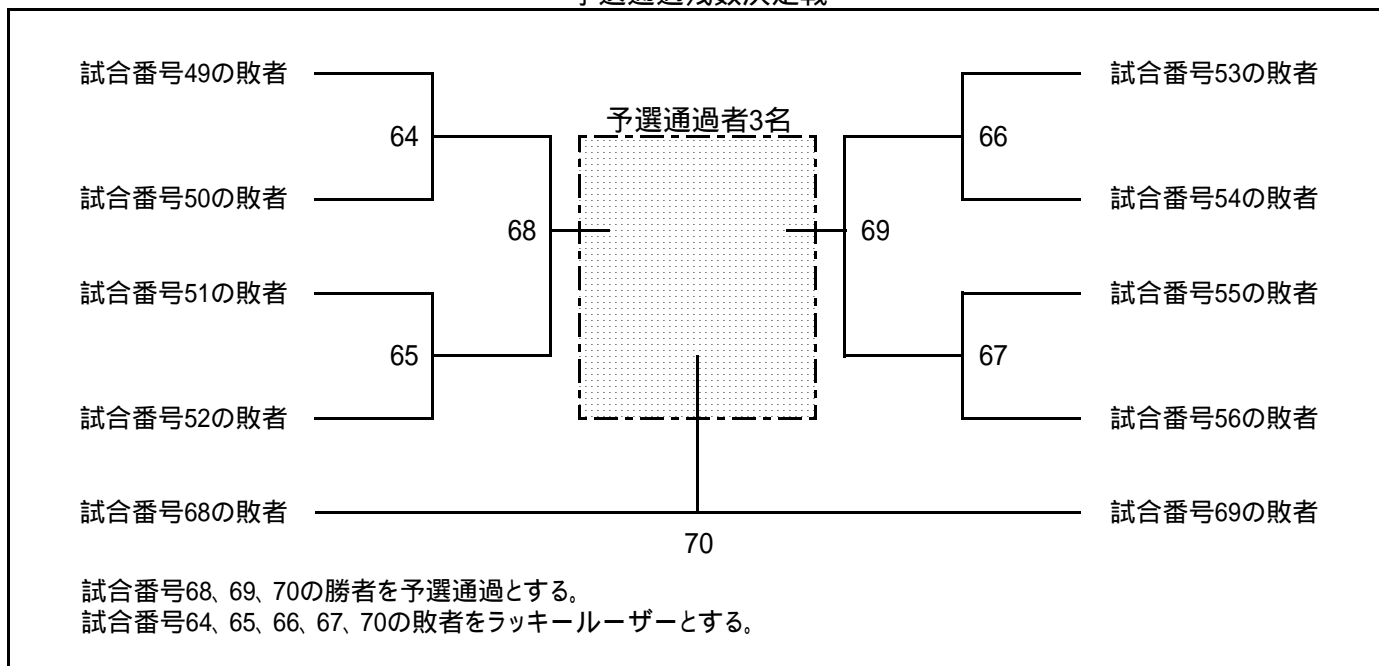 試合番号49の敗者
試合番号53の敗者
予選通過者3名
64
66
試合番号50の敗者
試合番号54の敗者
68
69
試合番号51の敗者
試合番号55の敗者
65
67
試合番号52の敗者
試合番号56の敗者
試合番号68の敗者
試合番号69の敗者
70
試合番号68、69、70の勝者を予選通過とする。
試合番号64、65、66、67、70の敗者をラッキールーザーとする。